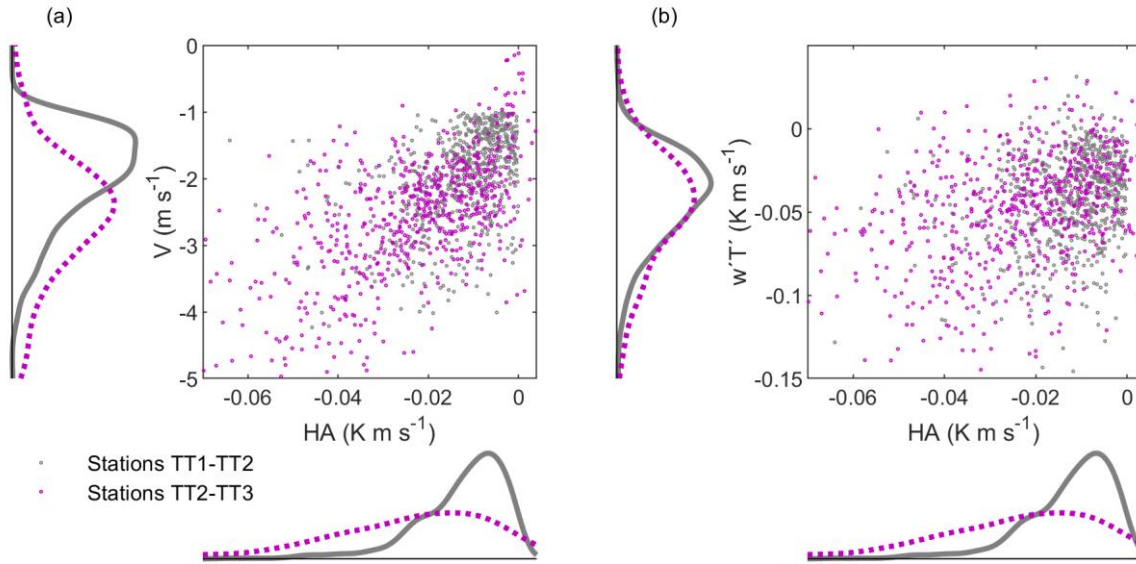 (a)
0
-1
-2
-3
-4
-5
V (m s⁻¹)
-0.06 -0.04 -0.02 0
HA (K m s⁻¹)
Stations TT1-TT2
Stations TT2-TT3
(b)
0
-0.05
-0.1
-0.15
w′T′ (K m s⁻¹)
-0.06 -0.04 -0.02 0
HA (K m s⁻¹)